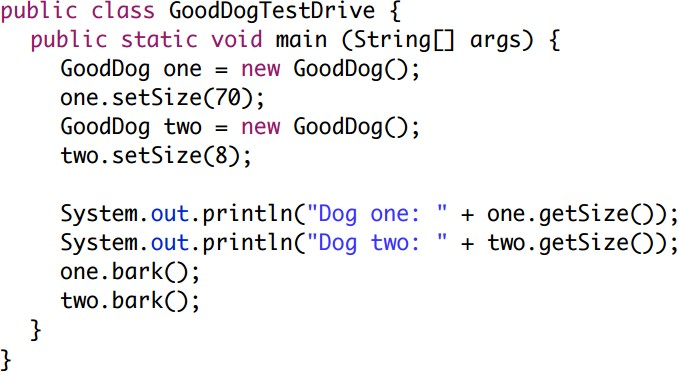 public class GoodDogTestDrive {
public static void main (String[] args) {
GoodDog one = new GoodDog();
one.setSize(70);
GoodDog two = new GoodDog();
two.setSize(8);
System.out.println("Dog one: " + one.getSize());
System.out.println("Dog two: " + two.getSize());
one.bark();
two.bark();
}
}